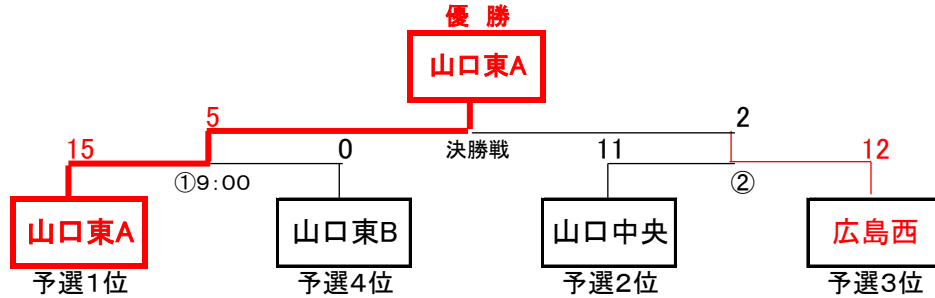 優 勝
山口東A
5
2
15
0
決勝戦
11
12
①9:00
②
山口東A
山口東B
山口中央
広島西
予選1位
予選4位
予選2位
予選3位